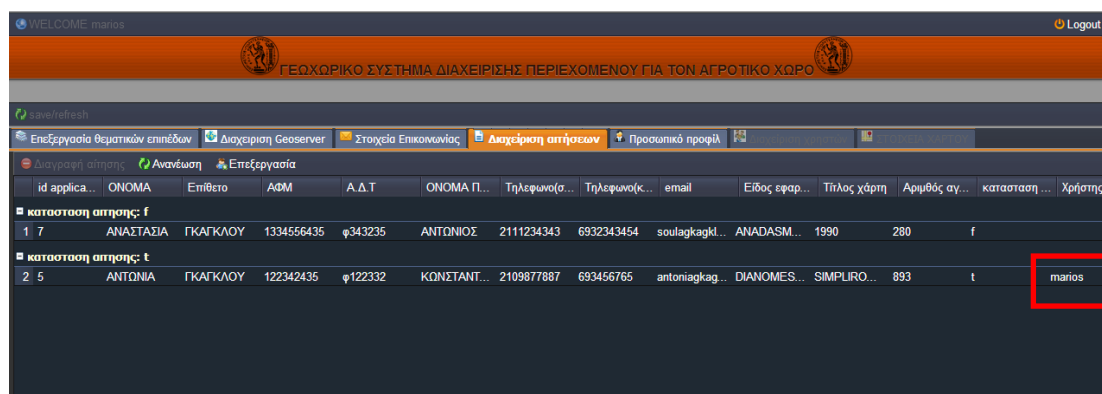 WELCOME marios Logout
ΓΕΩΧΩΡΙΚΟ ΣΥΣΤΗΜΑ ΔΙΑΧΕΙΡΙΣΗΣ ΠΕΡΙΕΧΟΜΕΝΟΥ ΓΙΑ ΤΟΝ ΑΓΡΟΤΙΚΟ ΧΩΡΟ
save/refresh
Επεξεργασία θεματικών επιπέδων Διαχειριση Geoserver Στοιχεία Επικοινωνίας Διαχείριση αιτήσεων Προσωπικό προφίλ
Διαγραφή αίτησης Ανανέωση Επεξεργασία
id applica... ΟΝΟΜΑ Επίθετο ΑΦΜ Α.Δ.Τ ΟΝΟΜΑ Π... Τηλεφωνο(σ... Τηλεφωνο(κ... email Είδος εφαρ... Τίτλος χάρτη Αριμθός αγ... κατασταση ... Χρήστης
κατασταση αιτησης: f
1 7 ΑΝΑΣΤΑΣΙΑ ΓΚΑΓΚΛΟΥ 1334556435 φ343235 ΑΝΤΩΝΙΟΣ 2111234343 6932343454 soulagkagkl... ANADASM... 1990 280 f
κατασταση αιτησης: t
2 5 ΑΝΤΩΝΙΑ ΓΚΑΓΚΛΟΥ 122342435 φ122332 ΚΩΝΣΤΑΝΤ... 2109877887 693456765 antoniagkag... DIANOMES... SIMPLIRO... 893 t marios